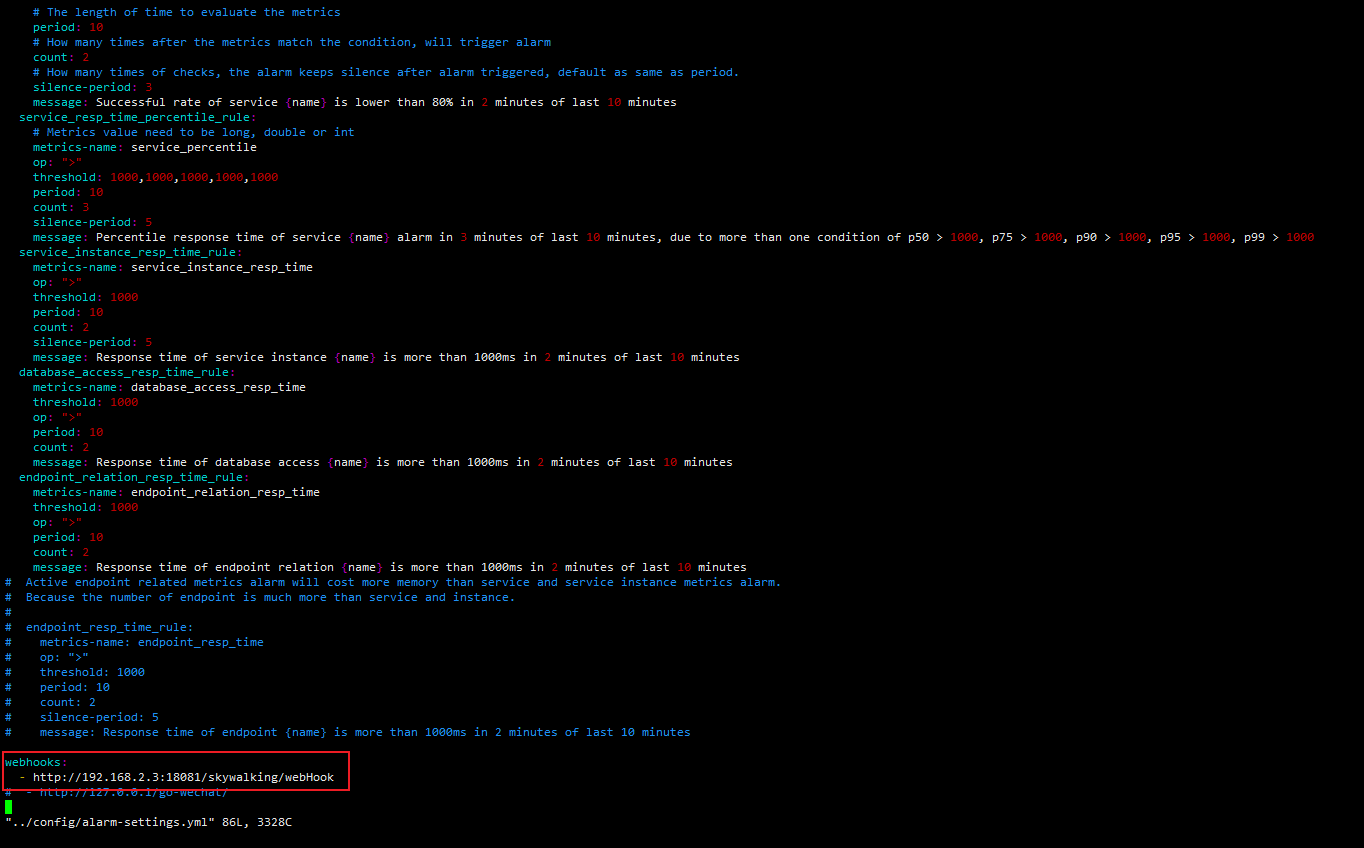 # The length of time to evaluate the metrics
period: 10
# How many times after the metrics match the condition, will trigger alarm
count: 2
# How many times of checks, the alarm keeps silence after alarm triggered, default as same as period.
silence-period: 3
message: Successful rate of service {name} is lower than 80% in 2 minutes of last 10 minutes
service_resp_time_percentile_rule:
# Metrics value need to be long, double or int
metrics-name: service_percentile
op: ">"
threshold: 1000,1000,1000,1000,1000
period: 10
count: 3
silence-period: 5
message: Percentile response time of service {name} alarm in 3 minutes of last 10 minutes, due to more than one condition of p50 > 1000, p75 > 1000, p90 > 1000, p95 > 1000, p99 > 1000
service_instance_resp_time_rule:
metrics-name: service_instance_resp_time
op: ">"
threshold: 1000
period: 10
count: 2
silence-period: 5
message: Response time of service instance {name} is more than 1000ms in 2 minutes of last 10 minutes
database_access_resp_time_rule:
metrics-name: database_access_resp_time
threshold: 1000
op: ">"
period: 10
count: 2
message: Response time of database access {name} is more than 1000ms in 2 minutes of last 10 minutes
endpoint_relation_resp_time_rule:
metrics-name: endpoint_relation_resp_time
threshold: 1000
op: ">"
period: 10
count: 2
message: Response time of endpoint relation {name} is more than 1000ms in 2 minutes of last 10 minutes
# Active endpoint related metrics alarm will cost more memory than service and service instance metrics alarm.
# Because the number of endpoint is much more than service and instance.
#
# endpoint_resp_time_rule:
# metrics-name: endpoint_resp_time
# op: ">"
# threshold: 1000
# period: 10
# count: 2
# silence-period: 5
# message: Response time of endpoint {name} is more than 1000ms in 2 minutes of last 10 minutes
webhooks:
- http://192.168.2.3:18081/skywalking/webHook
# - http://127.0.0.1/go-wechat/
"../config/alarm-settings.yml" 86L, 3328C